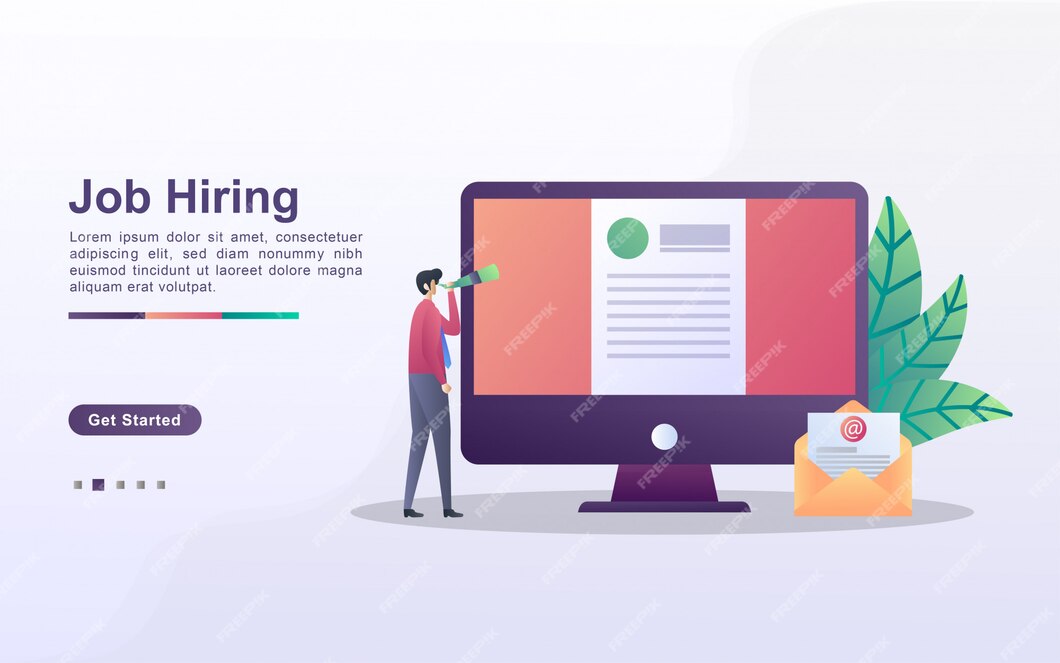 Job Hiring
Lorem ipsum dolor sit amet, consectetuer
adipiscing elit, sed diam nonummy nibh
euismod tincidunt ut laoreet dolore magna
aliquam erat volutpat.
Get Started
@
FREEPIK